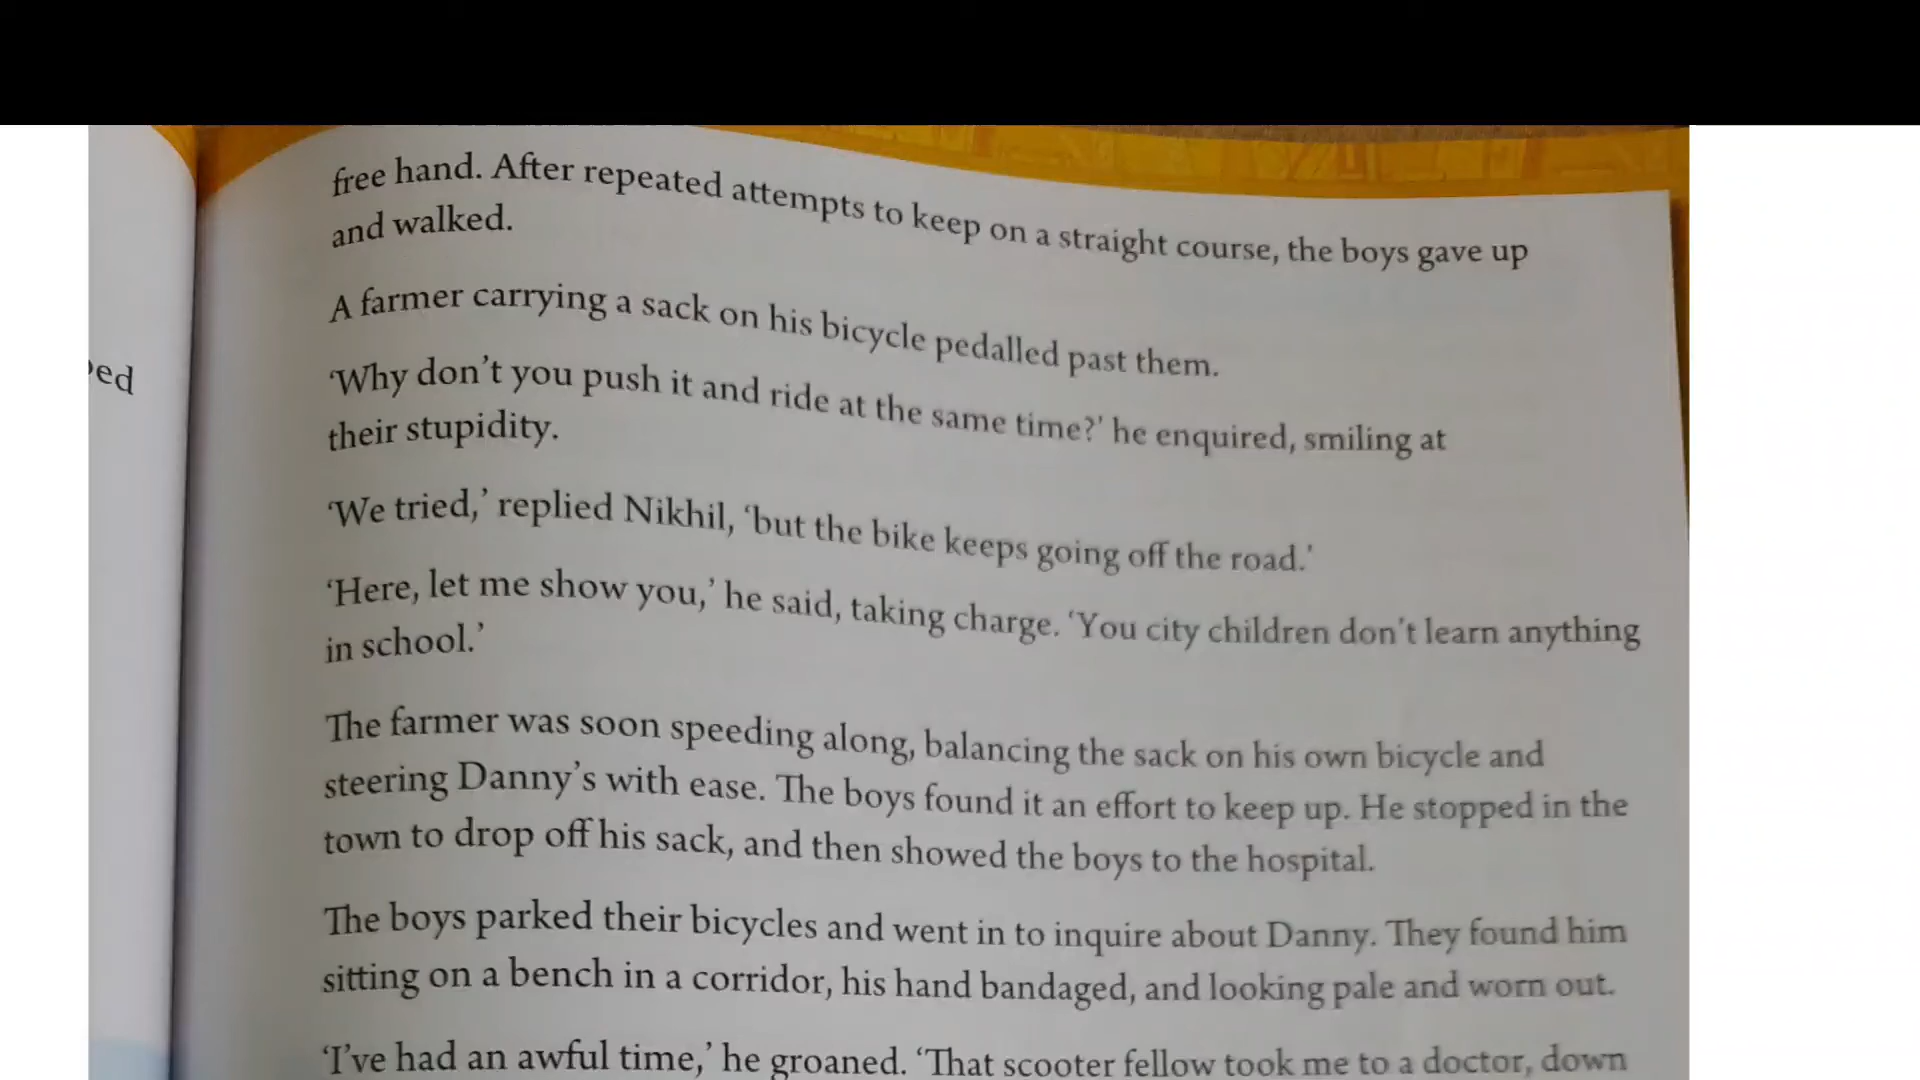 free hand. After repeated attempts to keep on a straight course, the boys gave up
and walked.
A farmer carrying a sack on his bicycle pedalled past them.
‘Why don’t you push it and ride at the same time?’ he enquired, smiling at
their stupidity.
‘We tried,’ replied Nikhil, ‘but the bike keeps going off the road.’
‘Here, let me show you,’ he said, taking charge. ‘You city children don’t learn anything
in school.’
The farmer was soon speeding along, balancing the sack on his own bicycle and
steering Danny’s with ease. The boys found it an effort to keep up. He stopped in the
town to drop off his sack, and then showed the boys to the hospital.
The boys parked their bicycles and went in to inquire about Danny. They found him
sitting on a bench in a corridor, his hand bandaged, and looking pale and worn out.
‘I’ve had an awful time,’ he groaned. ‘That scooter fellow took me to a doctor, down